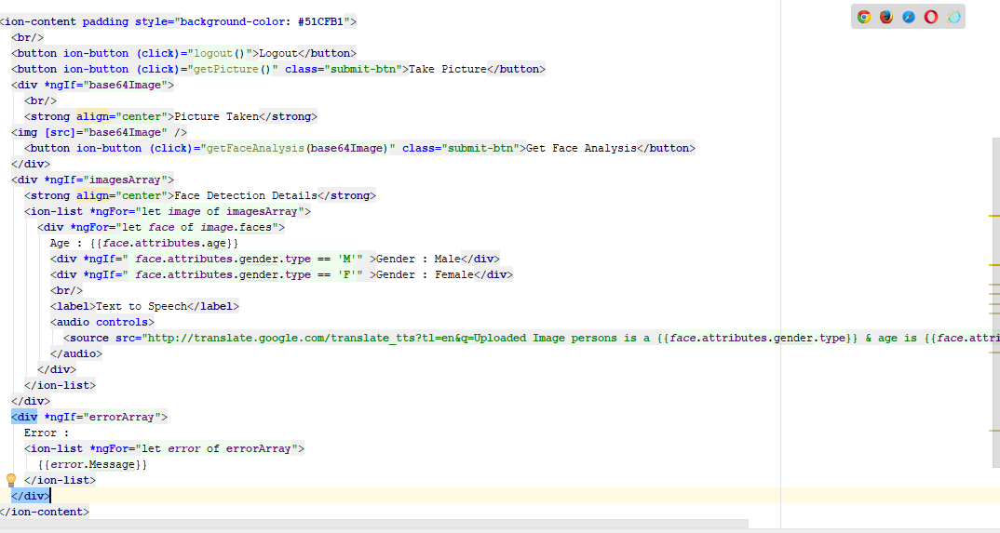 <ion-content padding style="background-color: #51CFB1">
<br/>
<button ion-button (click)="logout()">Logout</button>
<button ion-button (click)="getPicture()" class="submit-btn">Take Picture</button>
<div *ngIf="base64Image">
<br/>
<strong align="center">Picture Taken</strong>
<img [src]="base64Image" />
<button ion-button (click)="getFaceAnalysis(base64Image)" class="submit-btn">Get Face Analysis</button>
</div>
<div *ngIf="imagesArray">
<strong align="center">Face Detection Details</strong>
<ion-list *ngFor="let image of imagesArray">
<div *ngFor="let face of image.faces">
Age : {{face.attributes.age}}
<div *ngIf=" face.attributes.gender.type == 'M'" >Gender : Male</div>
<div *ngIf=" face.attributes.gender.type == 'F'" >Gender : Female</div>
<br/>
<label>Text to Speech</label>
<audio controls>
<source src="http://translate.google.com/translate_tts?tl=en&q=Uploaded Image persons is a {{face.attributes.gender.type}} & age is {{face.attri
</audio>
</div>
</ion-list>
</div>
<div *ngIf="errorArray">
Error :
<ion-list *ngFor="let error of errorArray">
{{error.Message}}
</ion-list>
</div>
</ion-content>